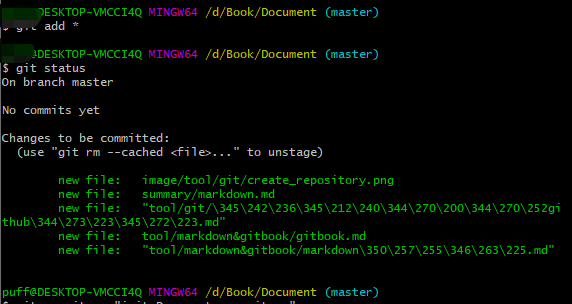 @DESKTOP-VMCCI4Q MINGW64 /d/Book/Document (master)
$ git add *
@DESKTOP-VMCCI4Q MINGW64 /d/Book/Document (master)
$ git status
On branch master
No commits yet
Changes to be committed:
(use "git rm --cached <file>..." to unstage)
new file: image/tool/git/create_repository.png
new file: summary/markdown.md
new file: "tool/git/\345\242\236\345\212\240\344\270\200\344\270\252gi
thub\344\273\223\345\272\223.md"
new file: tool/markdown&gitbook/gitbook.md
new file: "tool/markdown&gitbook/markdown\350\257\255\346\263\225.md"
puff@DESKTOP-VMCCI4Q MINGW64 /d/Book/Document (master)